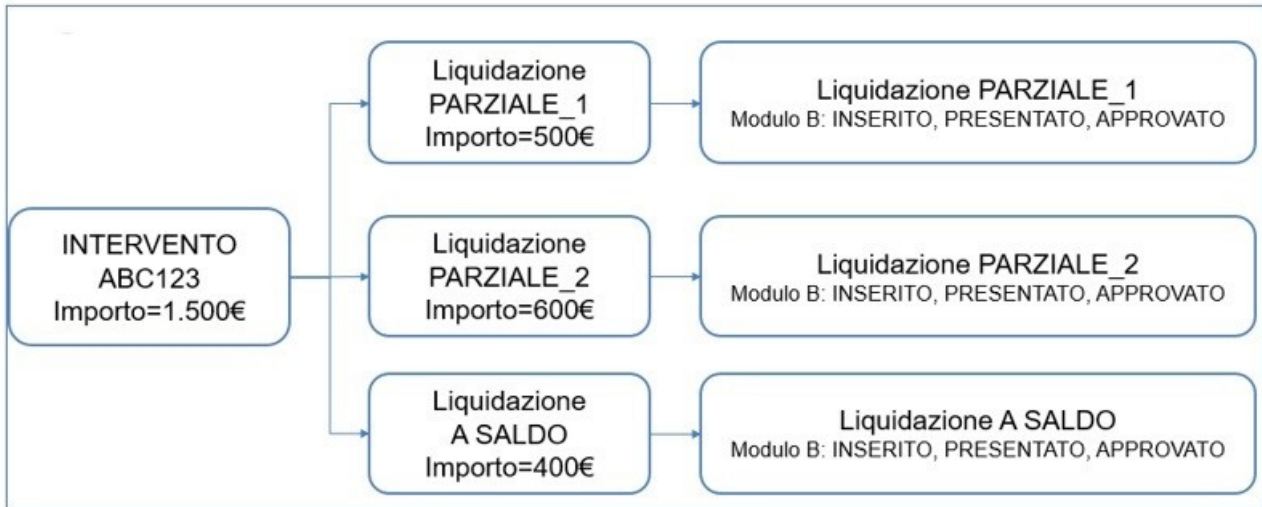 Liquidazione
PARZIALE_1
Importo=500€
Liquidazione PARZIALE_1
Modulo B: INSERITO, PRESENTATO, APPROVATO
INTERVENTO
ABC123
Importo=1.500€
Liquidazione
PARZIALE_2
Importo=600€
Liquidazione PARZIALE_2
Modulo B: INSERITO, PRESENTATO, APPROVATO
Liquidazione
A SALDO
Importo=400€
Liquidazione A SALDO
Modulo B: INSERITO, PRESENTATO, APPROVATO